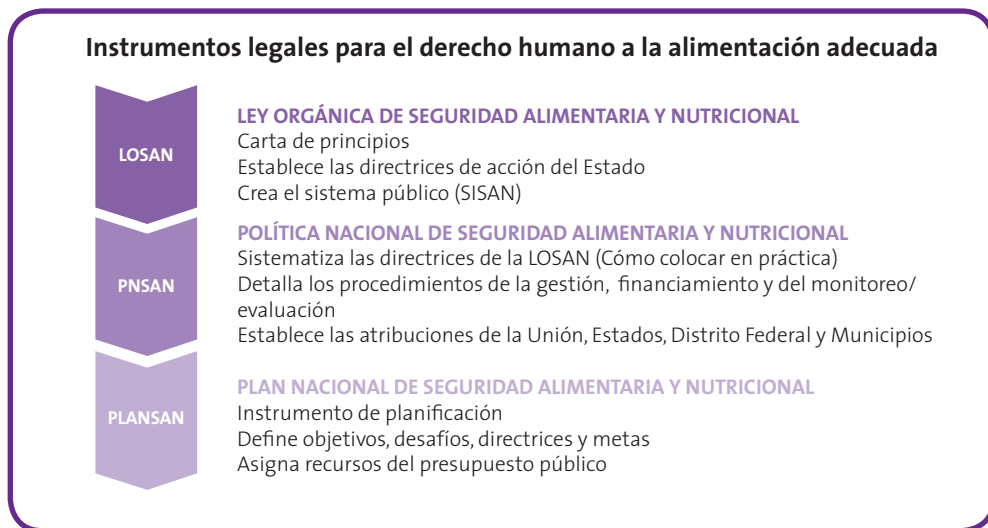 Instrumentos legales para el derecho humano a la alimentación adecuada
LOSAN
LEY ORGÁNICA DE SEGURIDAD ALIMENTARIA Y NUTRICIONAL
Carta de principios
Establece las directrices de acción del Estado
Crea el sistema público (SISAN)
PNSAN
POLÍTICA NACIONAL DE SEGURIDAD ALIMENTARIA Y NUTRICIONAL
Sistematiza las directrices de la LOSAN (Cómo colocar en práctica)
Detalla los procedimientos de la gestión, financiamiento y del monitoreo/
evaluación
Establece las atribuciones de la Unión, Estados, Distrito Federal y Municipios
PLANSAN
PLAN NACIONAL DE SEGURIDAD ALIMENTARIA Y NUTRICIONAL
Instrumento de planificación
Define objetivos, desafíos, directrices y metas
Asigna recursos del presupuesto público